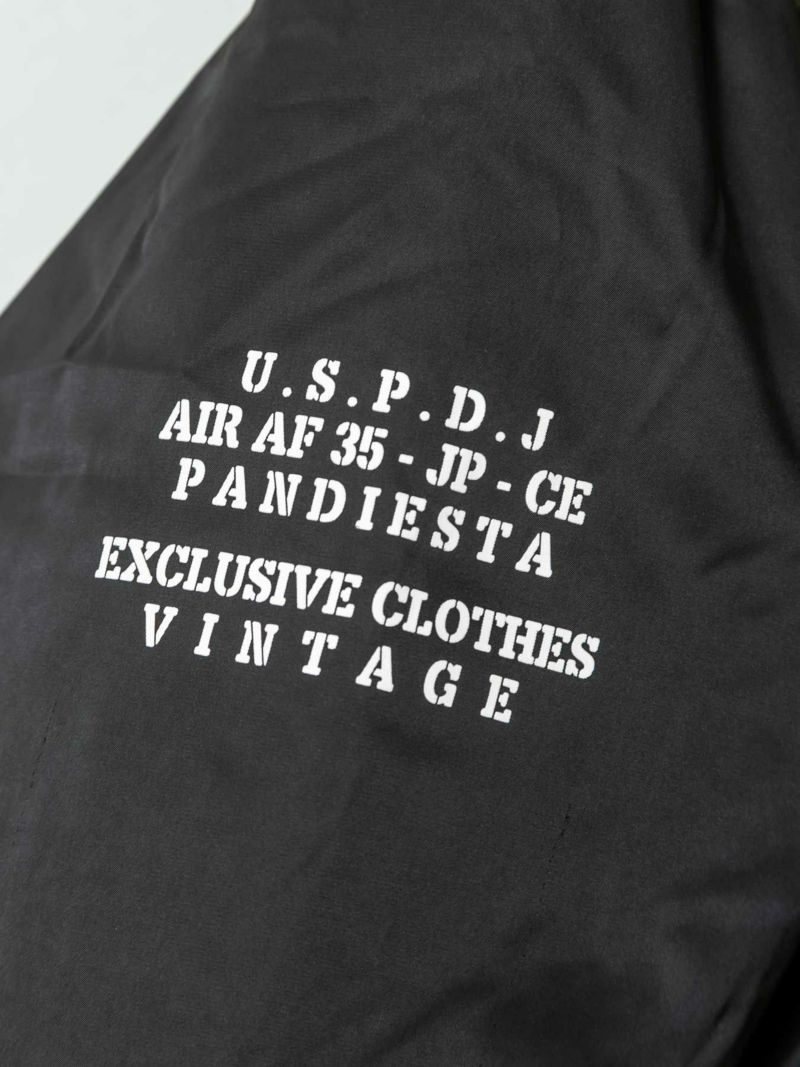 U.S.P.D.J
AIR AF 35 - JP - CE
PANDIESTA
EXCLUSIVE CLOTHES
VINTAGE